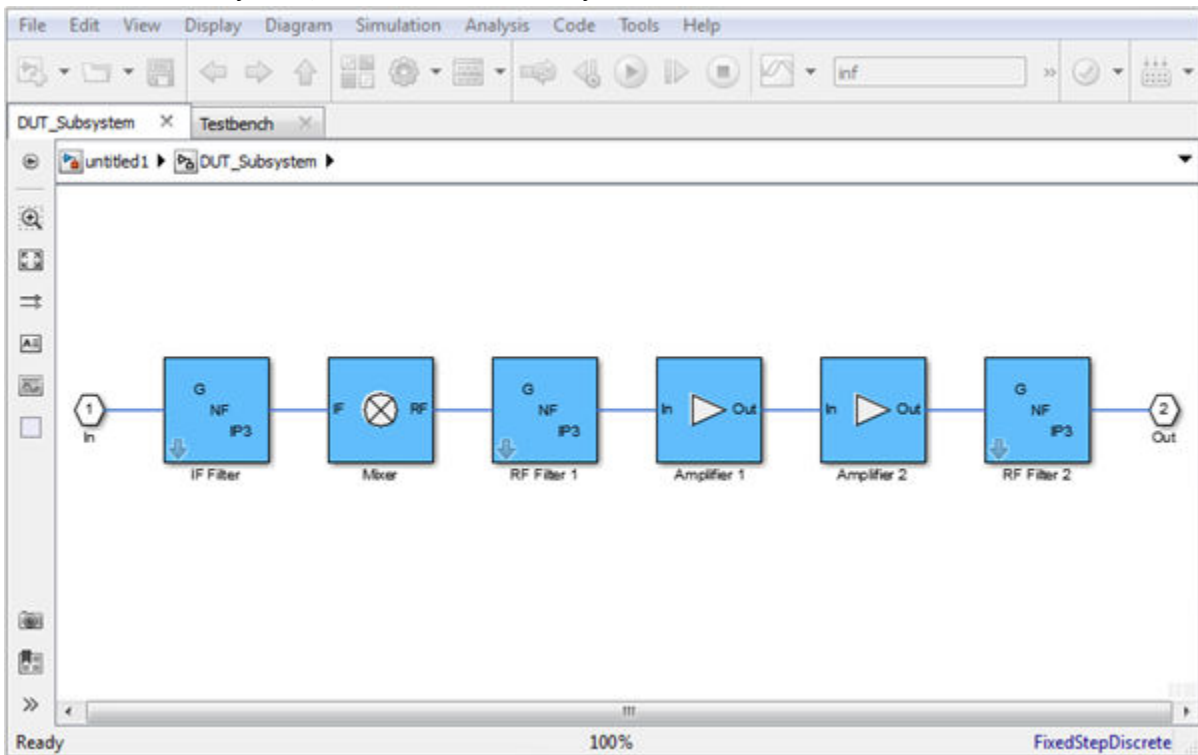 File Edit View Display Diagram Simulation Analysis Code Tools Help
inf
DUT_Subsystem Testbench
untitled1 DUT_Subsystem
G NF IP3
IF RF
G NF IP3
In Out
In Out
G NF IP3
1
In
2
Out
IF Filter Mixer RF Filter 1 Amplifier 1 Amplifier 2 RF Filter 2
Ready 100% FixedStepDiscrete